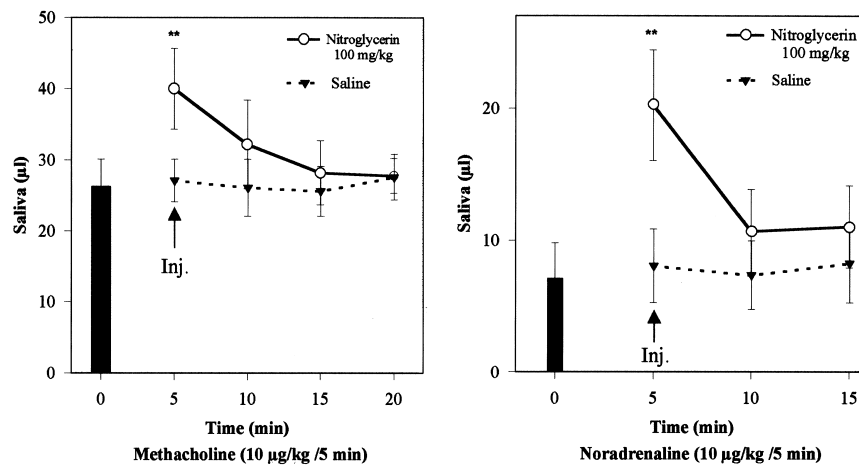 50
40
30
20
10
0
Saliva (µl)
**
Nitroglycerin
100 mg/kg
Saline
Inj.
0 5 10 15 20
Time (min)
Methacholine (10 µg/kg /5 min)
20
10
0
Saliva (µl)
**
Nitroglycerin
100 mg/kg
Saline
Inj.
0 5 10 15
Time (min)
Noradrenaline (10 µg/kg /5 min)